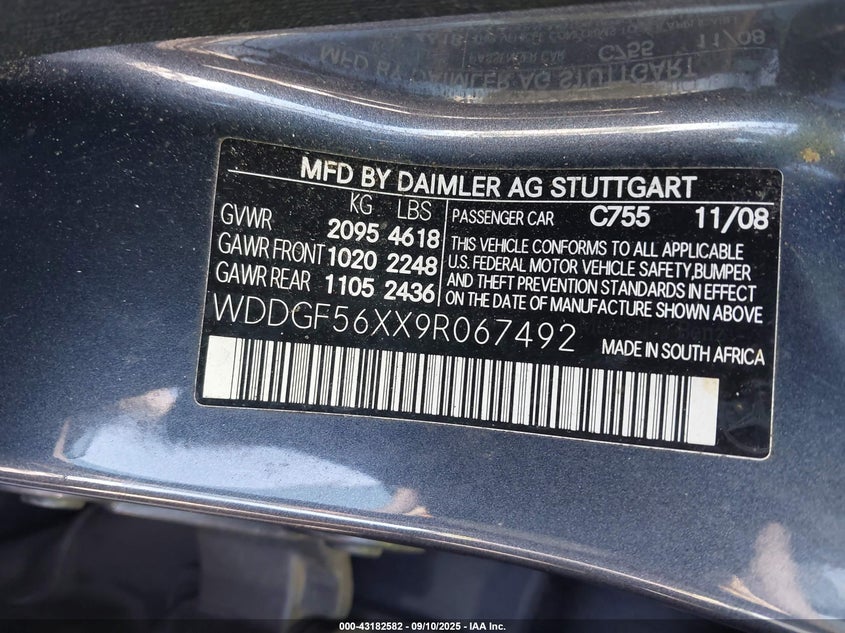 MFD BY DAIMLER AG STUTTGART
KG LBS
GVWR 2095 4618
GAWR FRONT 1020 2248
GAWR REAR 1105 2436
PASSENGER CAR C755 11/08
THIS VEHICLE CONFORMS TO ALL APPLICABLE
U.S. FEDERAL MOTOR VEHICLE SAFETY,BUMPER
AND THEFT PREVENTION STANDARDS IN EFFECT
ON THE DATE OF MANUFACTURE SHOWN ABOVE.
WDDGF56XX9R067492
MADE IN SOUTH AFRICA
000-43182582 - 09/10/2025 - IAA Inc.